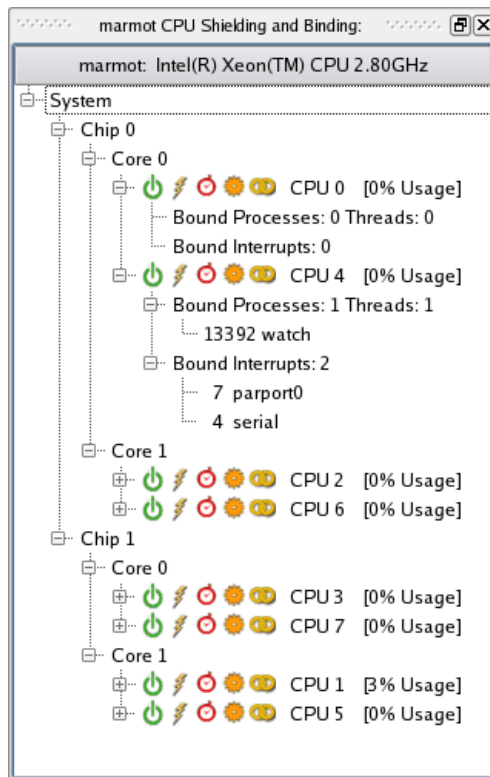 marmot CPU Shielding and Binding:
marmot: Intel(R) Xeon(TM) CPU 2.80GHz
System
Chip 0
Core 0
CPU 0 [0% Usage]
Bound Processes: 0 Threads: 0
Bound Interrupts: 0
CPU 4 [0% Usage]
Bound Processes: 1 Threads: 1
13392 watch
Bound Interrupts: 2
7 parport0
4 serial
Core 1
CPU 2 [0% Usage]
CPU 6 [0% Usage]
Chip 1
Core 0
CPU 3 [0% Usage]
CPU 7 [0% Usage]
Core 1
CPU 1 [3% Usage]
CPU 5 [0% Usage]